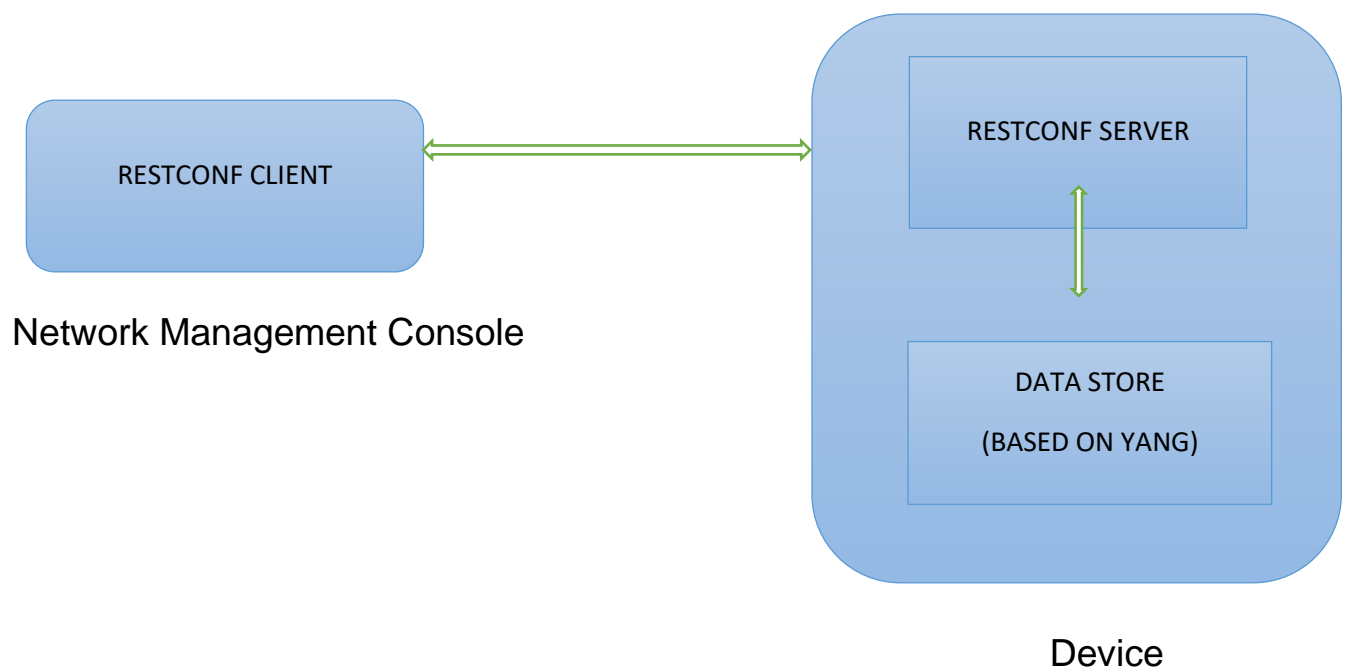 RESTCONF CLIENT
Network Management Console
RESTCONF SERVER
DATA STORE
(BASED ON YANG)
Device